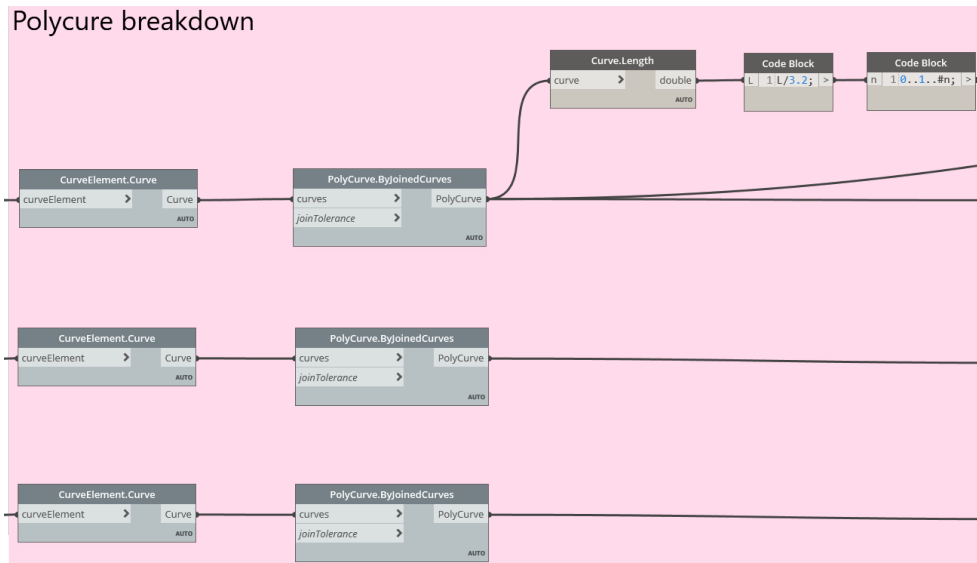 Polycure breakdown
Curve.Length
curve > double
AUTO
Code Block
L 1 L/3.2; >
Code Block
n 1 0..1..#n; >
CurveElement.Curve
curveElement > Curve
AUTO
PolyCurve.ByJoinedCurves
curves > PolyCurve
joinTolerance >
AUTO
CurveElement.Curve
curveElement > Curve
AUTO
PolyCurve.ByJoinedCurves
curves > PolyCurve
joinTolerance >
AUTO
CurveElement.Curve
curveElement > Curve
AUTO
PolyCurve.ByJoinedCurves
curves > PolyCurve
joinTolerance >
AUTO